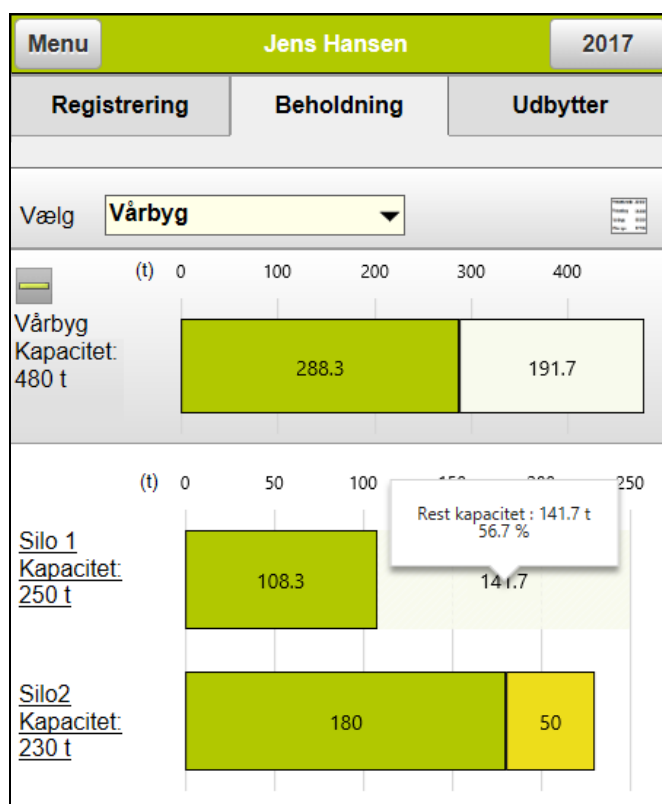 Menu
Jens Hansen
2017
Registrering
Beholdning
Udbytter
Vælg
Vårbyg
(t) 0 100 200 300 400
Vårbyg
Kapacitet:
480 t
288.3
191.7
(t) 0 50 100 250
Rest kapacitet : 141.7 t
56.7 %
Silo 1
Kapacitet:
250 t
108.3
141.7
Silo2
Kapacitet:
230 t
180
50